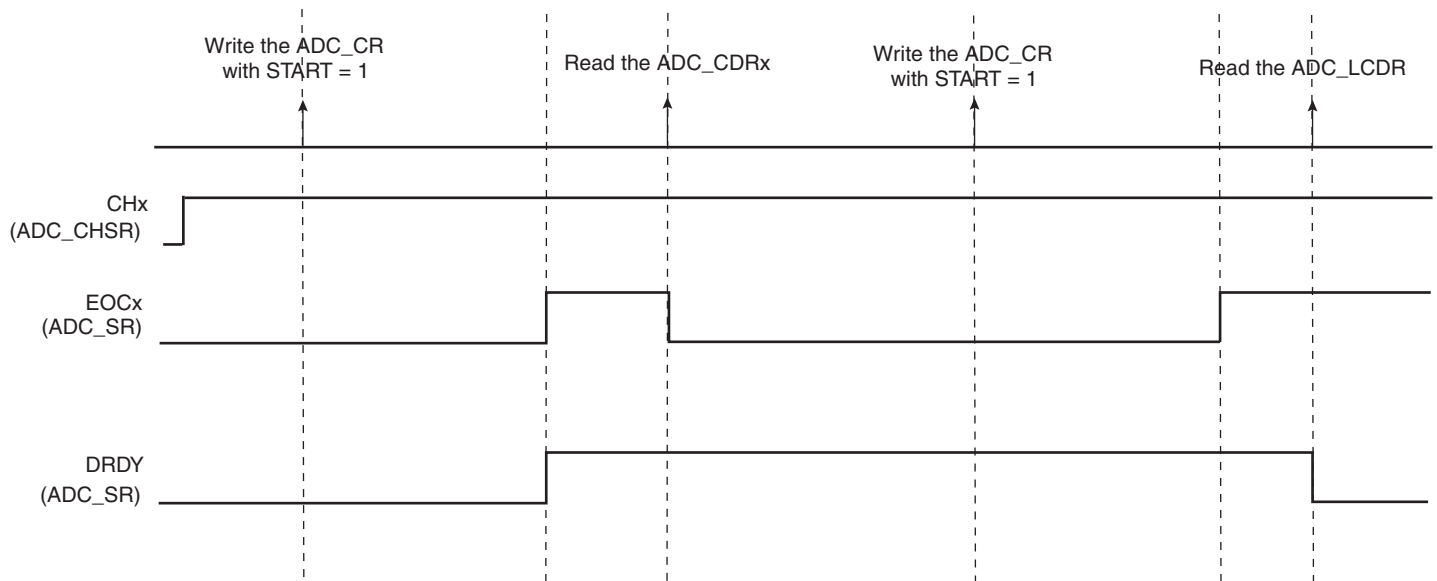 Write the ADC_CR
with START = 1
Read the ADC_CDRx
Write the ADC_CR
with START = 1
Read the ADC_LCDR
CHx
(ADC_CHSR)
EOCx
(ADC_SR)
DRDY
(ADC_SR)